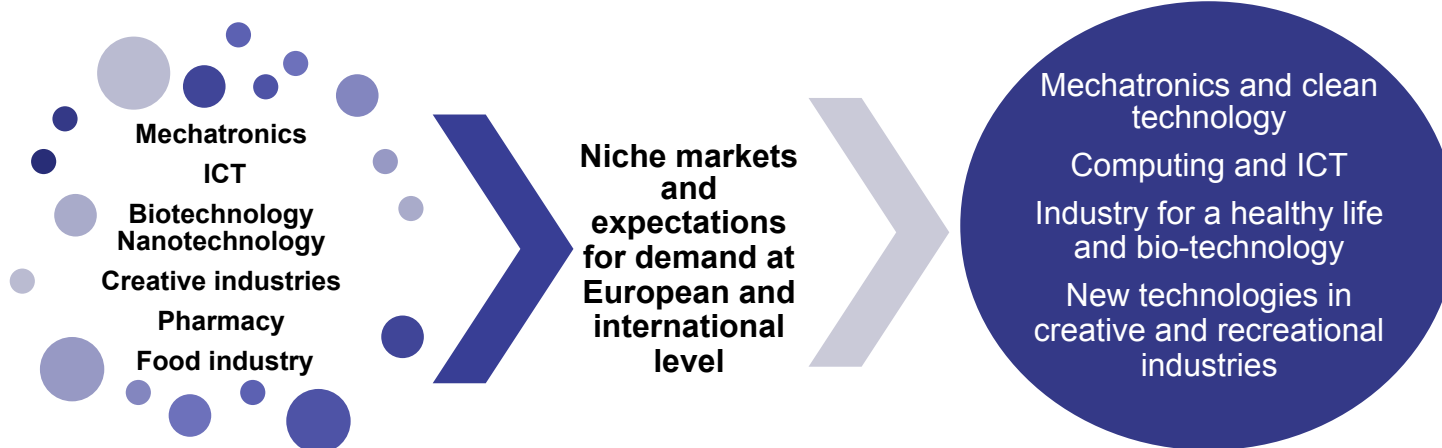 Mechatronics
ICT
Biotechnology
Nanotechnology
Creative industries
Pharmacy
Food industry
Niche markets
and
expectations
for demand at
European and
international
level
Mechatronics and clean
technology
Computing and ICT
Industry for a healthy life
and bio-technology
New technologies in
creative and recreational
industries